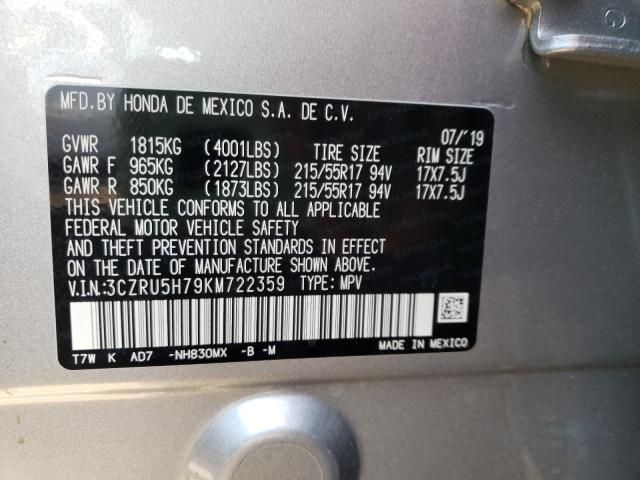 MFD.BY HONDA DE MEXICO S.A. DE C.V.
07/'19
GVWR 1815KG (4001LBS) TIRE SIZE RIM SIZE
GAWR F 965KG (2127LBS) 215/55R17 94V 17X7.5J
GAWR R 850KG (1873LBS) 215/55R17 94V 17X7.5J
THIS VEHICLE CONFORMS TO ALL APPLICABLE
FEDERAL MOTOR VEHICLE SAFETY
AND THEFT PREVENTION STANDARDS IN EFFECT
ON THE DATE OF MANUFACTURE SHOWN ABOVE.
V.I.N:3CZRU5H79KM722359 TYPE: MPV
T7W K AD7 -NH830MX -B -M MADE IN MEXICO